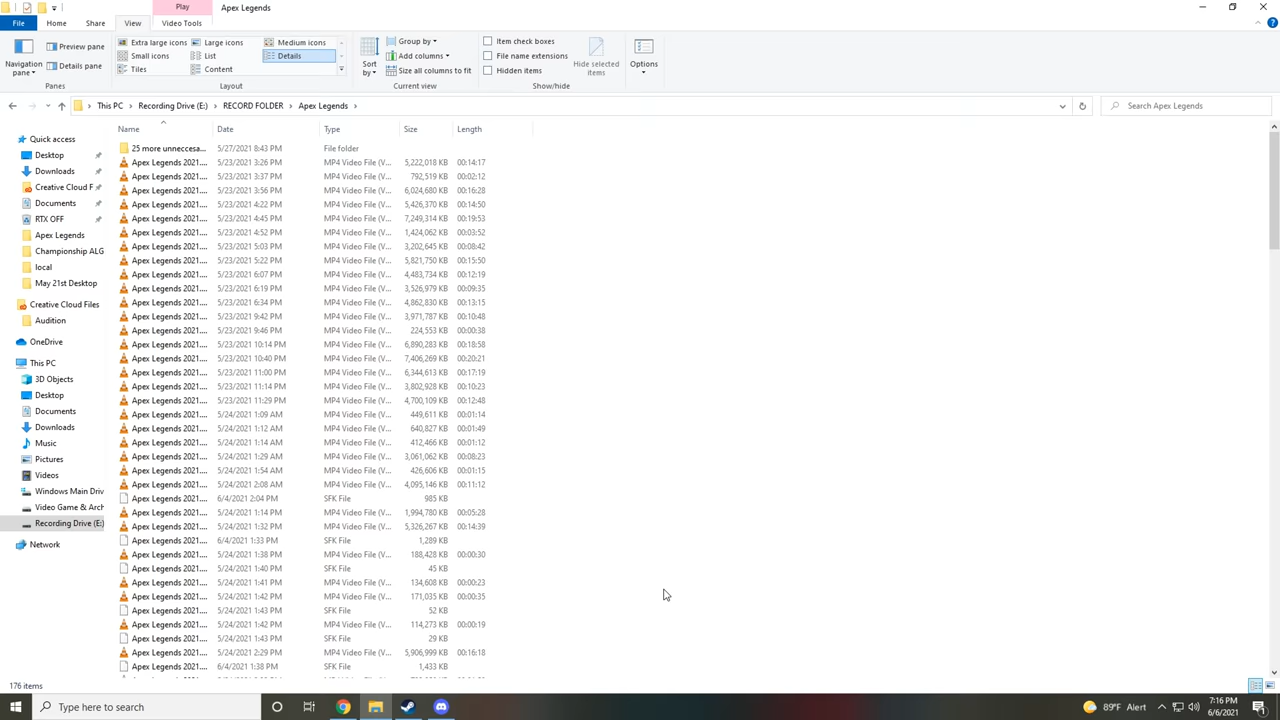 Play
Apex Legends
File Home Share View Video Tools
Navigation pane
Preview pane
Details pane
Panes
Extra large icons Large icons Medium icons
Small icons List Details
Tiles Content
Layout
Sort by
Group by
Add columns
Size all columns to fit
Current view
Item check boxes
File name extensions
Hidden items
Hide selected items
Show/hide
Options
This PC Recording Drive (E:) RECORD FOLDER Apex Legends
Search Apex Legends
Name Date Type Size Length
Quick access
Desktop
Downloads
Creative Cloud F
Documents
RTX OFF
Apex Legends
Championship ALG
local
May 21st Desktop
Creative Cloud Files
Audition
OneDrive
This PC
3D Objects
Desktop
Documents
Downloads
Music
Pictures
Videos
Windows Main Driv
Video Game & Arch
Recording Drive (E:)
Network
25 more unneccesa... 5/27/2021 8:43 PM File folder
Apex Legends 2021.... 5/23/2021 3:26 PM MP4 Video File (V... 5,222,018 KB 00:14:17
Apex Legends 2021.... 5/23/2021 3:37 PM MP4 Video File (V... 792,519 KB 00:02:12
Apex Legends 2021.... 5/23/2021 3:56 PM MP4 Video File (V... 6,024,680 KB 00:16:28
Apex Legends 2021.... 5/23/2021 4:22 PM MP4 Video File (V... 5,426,370 KB 00:14:50
Apex Legends 2021.... 5/23/2021 4:45 PM MP4 Video File (V... 7,249,314 KB 00:19:53
Apex Legends 2021.... 5/23/2021 4:52 PM MP4 Video File (V... 1,424,062 KB 00:03:52
Apex Legends 2021.... 5/23/2021 5:03 PM MP4 Video File (V... 3,202,645 KB 00:08:42
Apex Legends 2021.... 5/23/2021 5:22 PM MP4 Video File (V... 5,821,750 KB 00:15:50
Apex Legends 2021.... 5/23/2021 6:07 PM MP4 Video File (V... 4,483,734 KB 00:12:19
Apex Legends 2021.... 5/23/2021 6:19 PM MP4 Video File (V... 3,526,979 KB 00:09:35
Apex Legends 2021.... 5/23/2021 6:34 PM MP4 Video File (V... 4,862,830 KB 00:13:15
Apex Legends 2021.... 5/23/2021 9:42 PM MP4 Video File (V... 3,971,787 KB 00:10:48
Apex Legends 2021.... 5/23/2021 9:46 PM MP4 Video File (V... 224,553 KB 00:00:38
Apex Legends 2021.... 5/23/2021 10:14 PM MP4 Video File (V... 6,890,283 KB 00:18:58
Apex Legends 2021.... 5/23/2021 10:40 PM MP4 Video File (V... 7,406,269 KB 00:20:21
Apex Legends 2021.... 5/23/2021 11:00 PM MP4 Video File (V... 6,344,613 KB 00:17:19
Apex Legends 2021.... 5/23/2021 11:14 PM MP4 Video File (V... 3,802,928 KB 00:10:23
Apex Legends 2021.... 5/23/2021 11:29 PM MP4 Video File (V... 4,700,109 KB 00:12:48
Apex Legends 2021.... 5/24/2021 1:09 AM MP4 Video File (V... 449,611 KB 00:01:14
Apex Legends 2021.... 5/24/2021 1:12 AM MP4 Video File (V... 640,827 KB 00:01:49
Apex Legends 2021.... 5/24/2021 1:14 AM MP4 Video File (V... 412,466 KB 00:01:12
Apex Legends 2021.... 5/24/2021 1:29 AM MP4 Video File (V... 3,061,062 KB 00:08:23
Apex Legends 2021.... 5/24/2021 1:54 AM MP4 Video File (V... 426,606 KB 00:01:15
Apex Legends 2021.... 5/24/2021 2:08 AM MP4 Video File (V... 4,095,146 KB 00:11:12
Apex Legends 2021.... 6/4/2021 2:04 PM SFK File 985 KB
Apex Legends 2021.... 5/24/2021 1:14 PM MP4 Video File (V... 1,994,780 KB 00:05:28
Apex Legends 2021.... 5/24/2021 1:32 PM MP4 Video File (V... 5,326,267 KB 00:14:39
Apex Legends 2021.... 6/4/2021 1:33 PM SFK File 1,289 KB
Apex Legends 2021.... 5/24/2021 1:38 PM MP4 Video File (V... 188,428 KB 00:00:30
Apex Legends 2021.... 5/24/2021 1:40 PM SFK File 45 KB
Apex Legends 2021.... 5/24/2021 1:41 PM MP4 Video File (V... 134,608 KB 00:00:23
Apex Legends 2021.... 5/24/2021 1:42 PM MP4 Video File (V... 171,035 KB 00:00:35
Apex Legends 2021.... 5/24/2021 1:43 PM SFK File 52 KB
Apex Legends 2021.... 5/24/2021 1:42 PM MP4 Video File (V... 114,273 KB 00:00:19
Apex Legends 2021.... 5/24/2021 1:43 PM SFK File 29 KB
Apex Legends 2021.... 5/24/2021 2:29 PM MP4 Video File (V... 5,906,999 KB 00:16:18
Apex Legends 2021.... 6/4/2021 1:38 PM SFK File 1,433 KB
176 items
Type here to search
89°F Alert
7:16 PM
6/6/2021